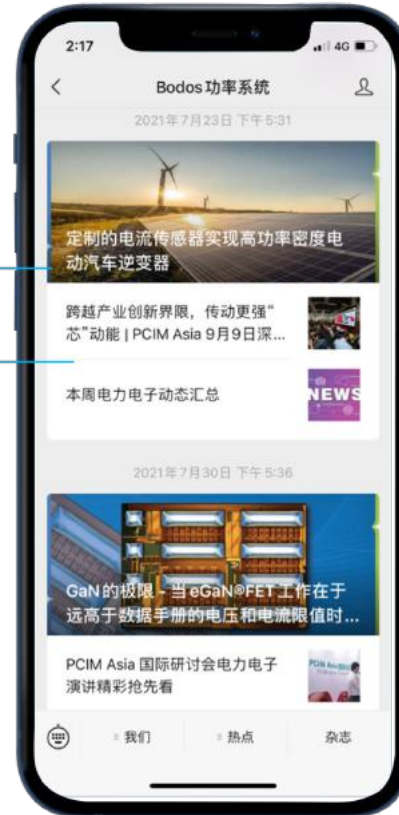 2:17
4G
Bodos功率系统
2021年7月23日 下午5:31
定制的电流传感器实现高功率密度电
动汽车逆变器
跨越产业创新界限，传动更强“
芯”动能 | PCIM Asia 9月9日深...
NEWS
本周电力电子动态汇总
2021年7月30日 下午5:36
GaN的极限 - 当eGaN®FET工作在于
远高于数据手册的电压和电流限值时...
PCIM Asia 国际研讨会电力电子
演讲精彩抢先看
PCIM Asia
我们
热点
杂志